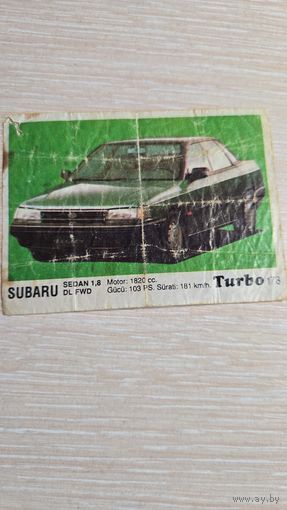 SUBARU SEDAN 1,8 Motor: 1820 cc. Turbo
DL FWD Gücü: 103 PS. Sürati: 181 km/h.
www.ay.by